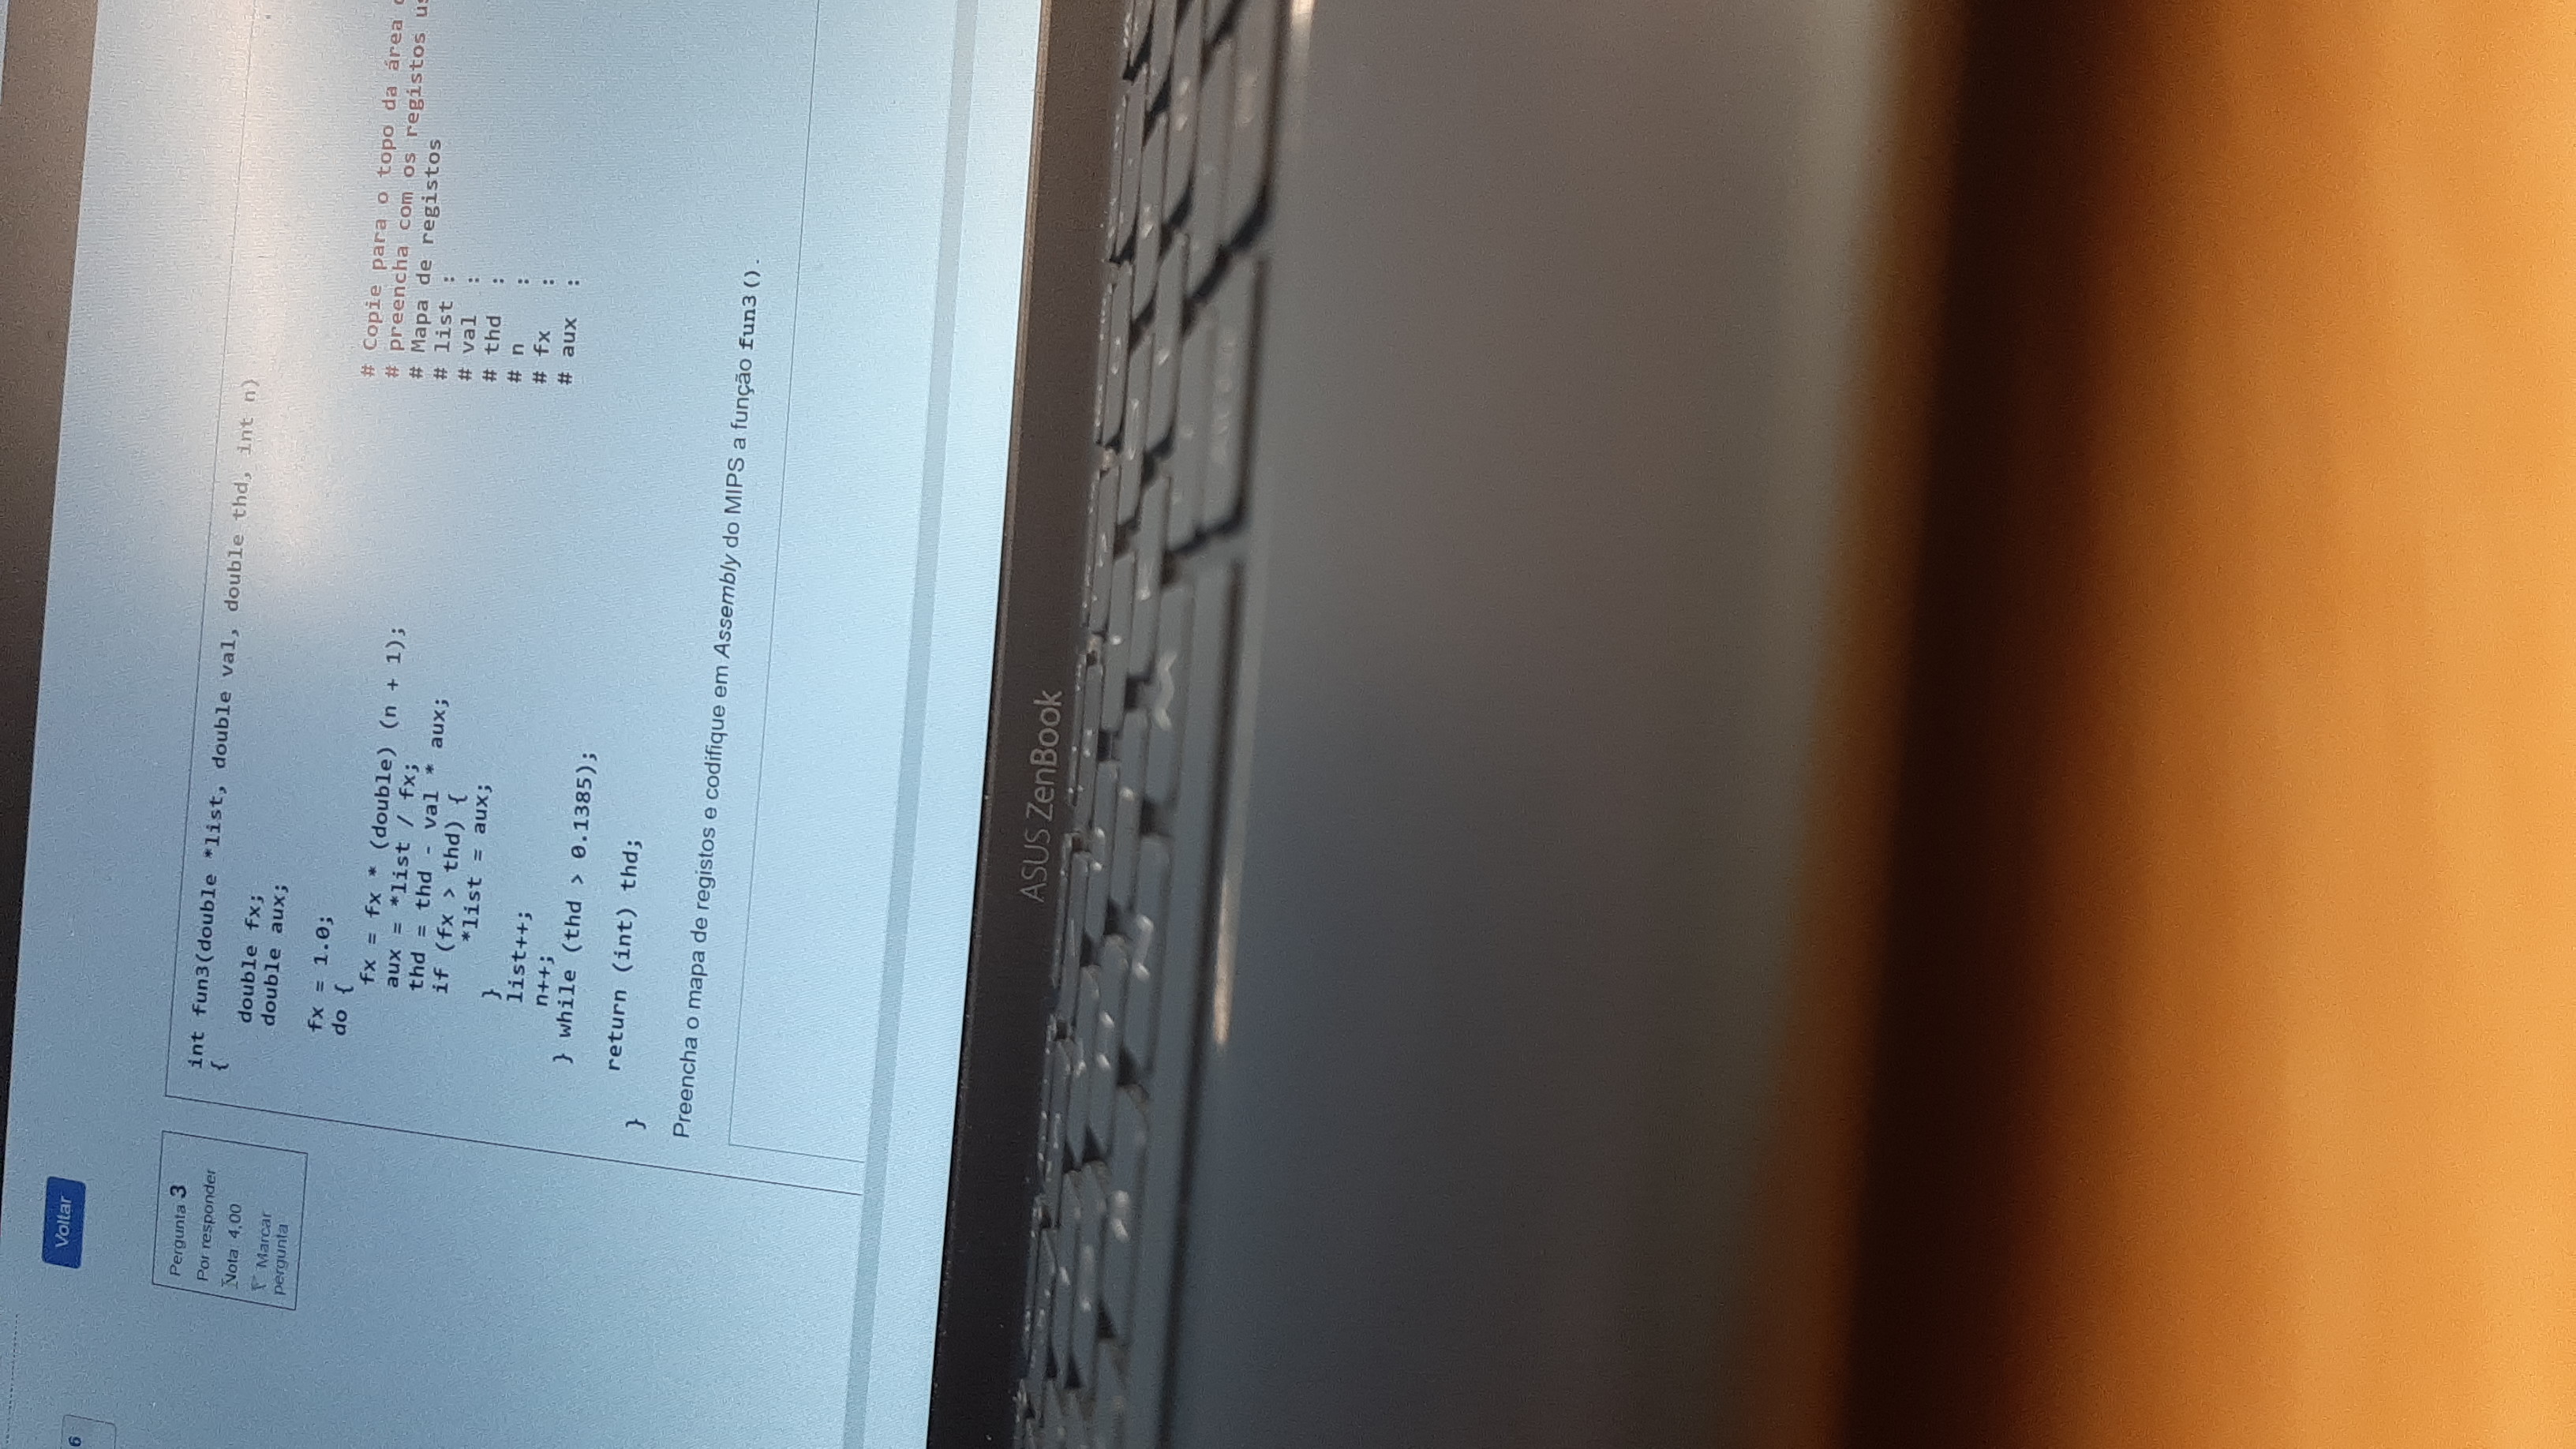 6
Voltar
Pergunta 3
Por responder
Nota: 4,00
Marcar
pergunta
int fun3(double *list, double val, double thd, int n)
{
double fx;
double aux;
fx = 1.0;
do {
fx = fx * (double) (n + 1);
aux = *list / fx;
thd = thd - val * aux;
if (fx > thd) {
*list = aux;
}
list++;
n++;
} while (thd > 0.1385);
return (int) thd;
}
# Copie para o topo da área
# preencha com os registos
# Mapa de registos
# list :
# val :
# thd :
# n :
# fx :
# aux :
Preencha o mapa de registos e codifique em Assembly do MIPS a função fun3().
ASUS ZenBook